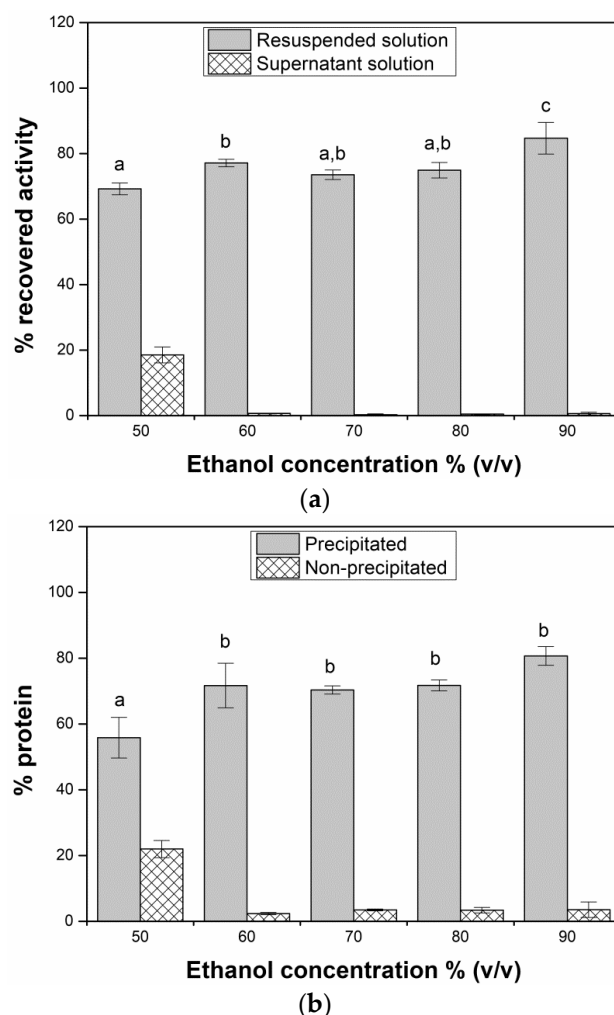 120
100
80
60
40
20
0
% recovered activity
Resuspended solution
Supernatant solution
a
b
a,b
a,b
c
50
60
70
80
90
Ethanol concentration % (v/v)
(a)
120
100
80
60
40
20
0
% protein
Precipitated
Non-precipitated
a
b
b
b
b
50
60
70
80
90
Ethanol concentration % (v/v)
(b)